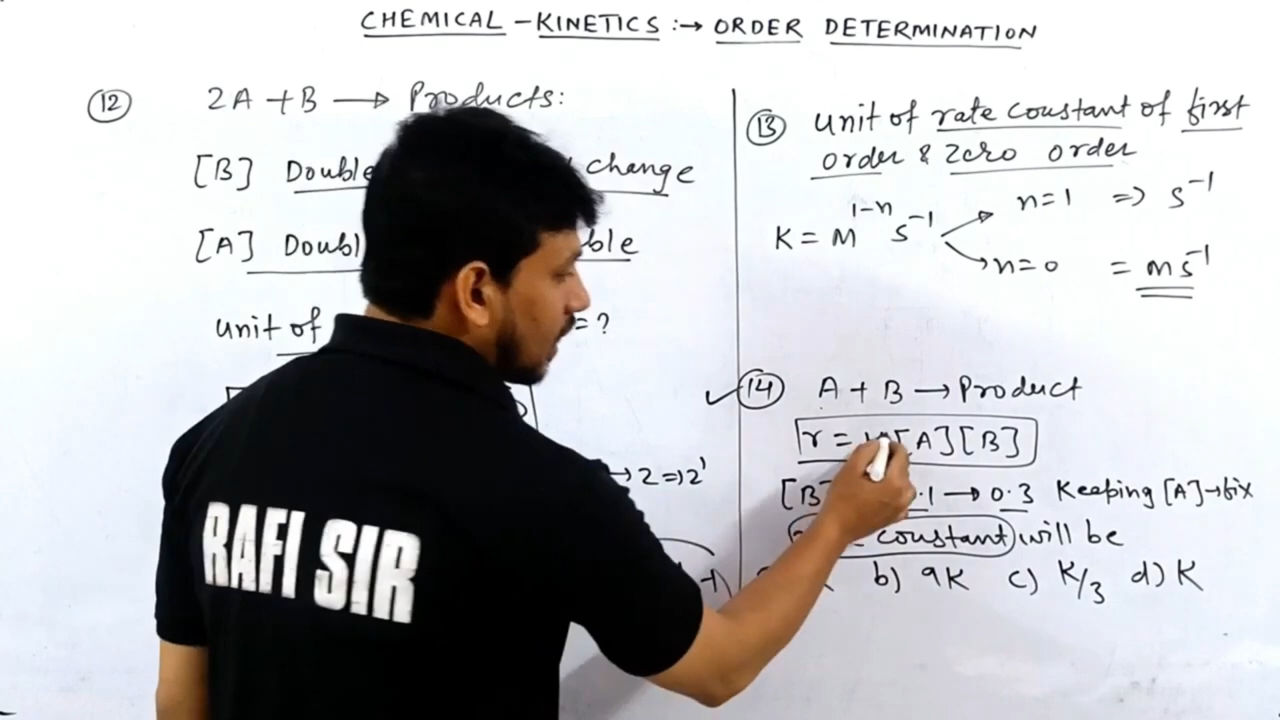 CHEMICAL - KINETICS :→ ORDER DETERMINATION
(12) 2A + B → Products:
[B] Double change
[A] Doubl ble
unit of = ?
→ 2 ⇒ 2¹
(13) unit of rate constant of first
order & Zero order
K = M^{1-n} s^{-1}
n=1 ⇒ s^{-1}
n=0 = m s^{-1}
(14) A + B → Product
r = K[A][B]
[B] .1 → 0.3 Keeping [A]→fix
constant will be
b) 9K c) K/3 d) K
RAFI SIR